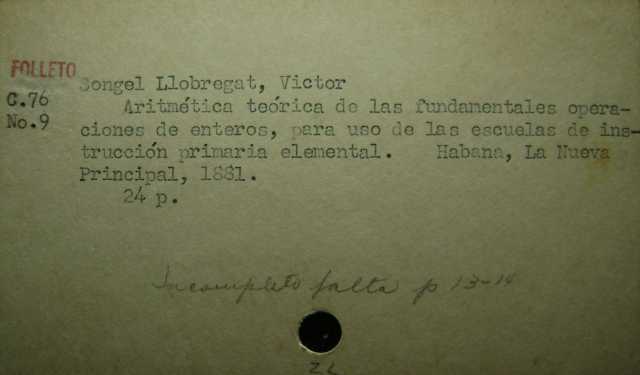 FOLLETO
Songel Llobregat, Victor
C.76
Aritmética teórica de las fundamentales opera-
No.9
ciones de enteros, para uso de las escuelas de ins-
trucción primaria elemental. Habana, La Nueva
Principal, 1881.
24 p.
Incompleto falta p 13-14